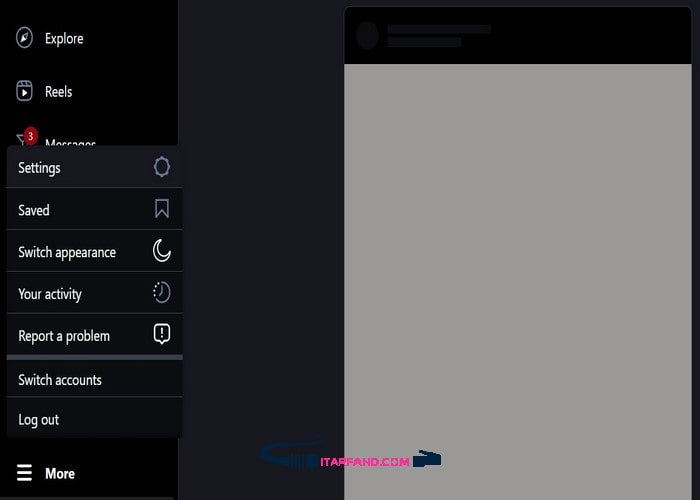 Explore
Reels
3
Messages
Settings
Saved
Switch appearance
Your activity
Report a problem
Switch accounts
Log out
More
ITARFAND.COM